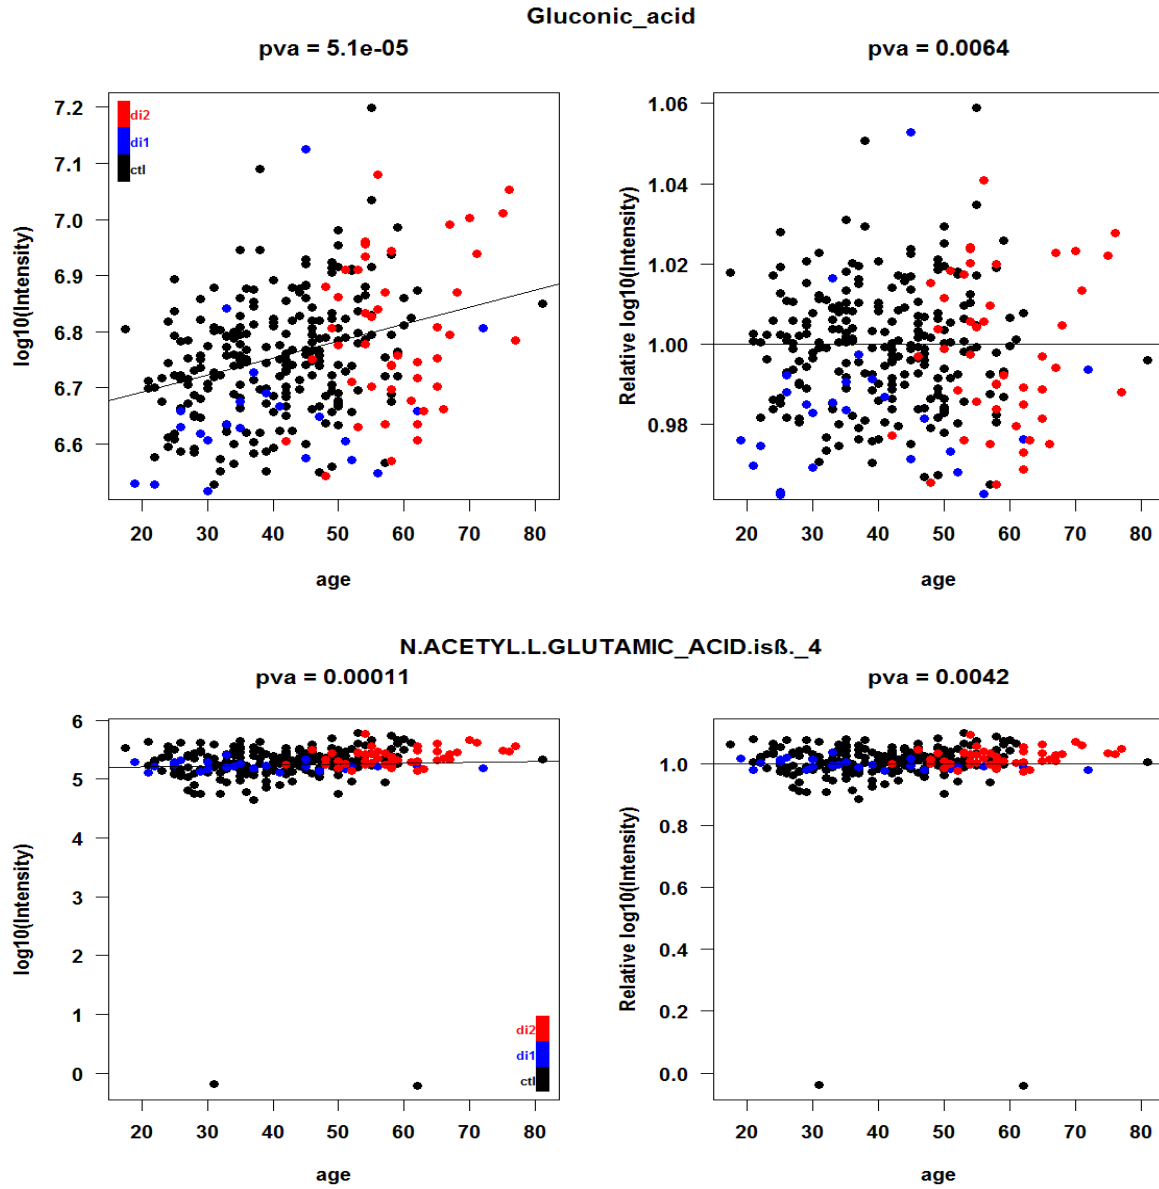 Gluconic_acid
pva = 5.1e-05
pva = 0.0064
7.2
7.1
7.0
6.9
6.8
6.7
6.6
log10(Intensity)
di2
di1
ctl
20 30 40 50 60 70 80
age
1.06
1.04
1.02
1.00
0.98
Relative log10(Intensity)
20 30 40 50 60 70 80
age
N.ACETYL.L.GLUTAMIC_ACID.isß._4
pva = 0.00011
pva = 0.0042
6
5
4
3
2
1
0
log10(Intensity)
di2
di1
ctl
20 30 40 50 60 70 80
age
1.0
0.8
0.6
0.4
0.2
0.0
Relative log10(Intensity)
20 30 40 50 60 70 80
age